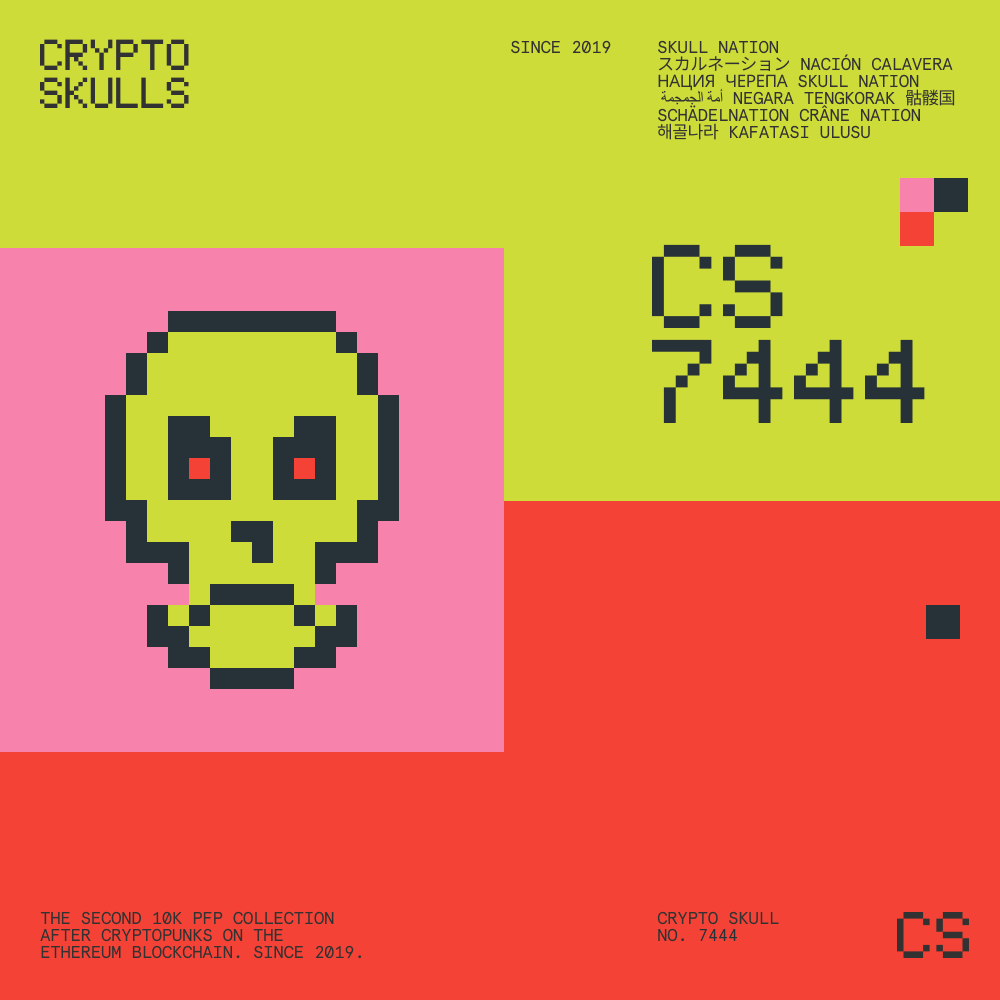 CRYPTO
SKULLS
SINCE 2019
SKULL NATION
スカルネーション NACIÓN CALAVERA
НАЦИЯ ЧЕРЕПА SKULL NATION
أمة الجمجمة NEGARA TENGKORAK 骷髅国
SCHÄDELNATION CRÂNE NATION
해골나라 KAFATASI ULUSU
CS
7444
THE SECOND 10K PFP COLLECTION
AFTER CRYPTOPUNKS ON THE
ETHEREUM BLOCKCHAIN. SINCE 2019.
CRYPTO SKULL
NO. 7444
CS